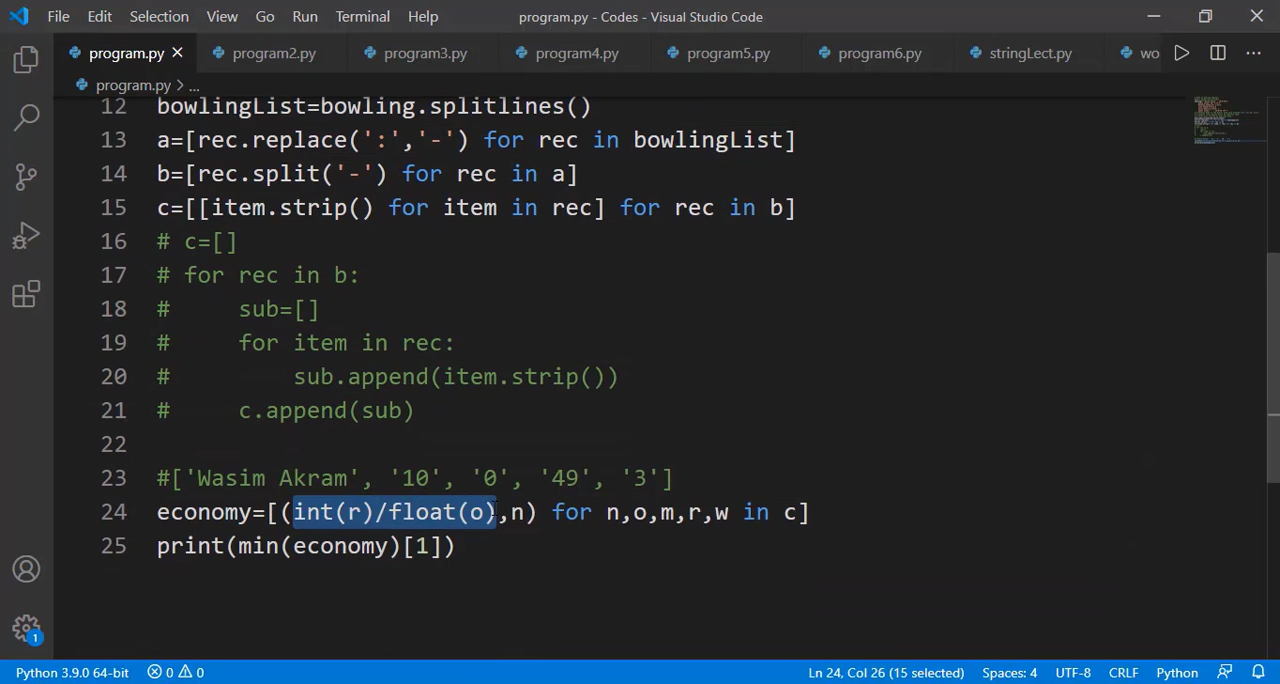 File Edit Selection View Go Run Terminal Help program.py - Codes - Visual Studio Code
program.py program2.py program3.py program4.py program5.py program6.py stringLect.py wo
program.py > ...
12 bowlingList=bowling.splitlines()
13 a=[rec.replace(':','-') for rec in bowlingList]
14 b=[rec.split('-') for rec in a]
15 c=[[item.strip() for item in rec] for rec in b]
16 # c=[]
17 # for rec in b:
18 #     sub=[]
19 #     for item in rec:
20 #         sub.append(item.strip())
21 #     c.append(sub)
22
23 #['Wasim Akram', '10', '0', '49', '3']
24 economy=[(int(r)/float(o),n) for n,o,m,r,w in c]
25 print(min(economy)[1])
1
Python 3.9.0 64-bit 0 0 Ln 24, Col 26 (15 selected) Spaces: 4 UTF-8 CRLF Python